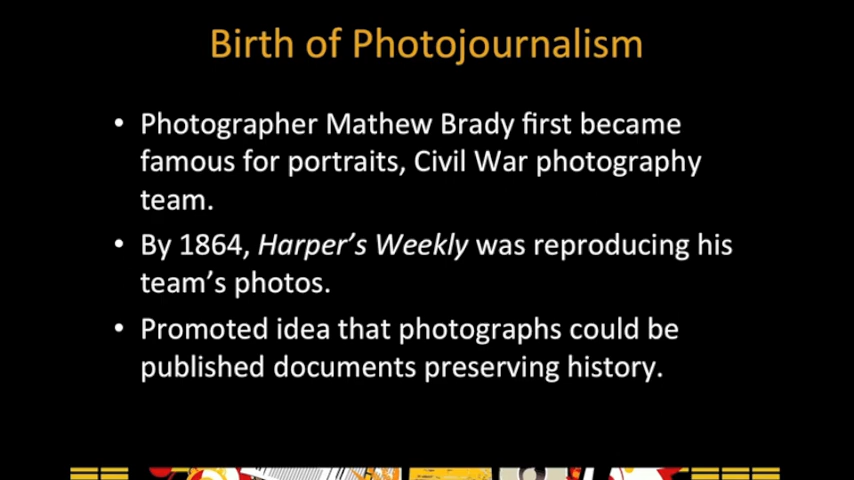 Birth of Photojournalism
• Photographer Mathew Brady first became
famous for portraits, Civil War photography
team.
• By 1864, Harper's Weekly was reproducing his
team's photos.
• Promoted idea that photographs could be
published documents preserving history.